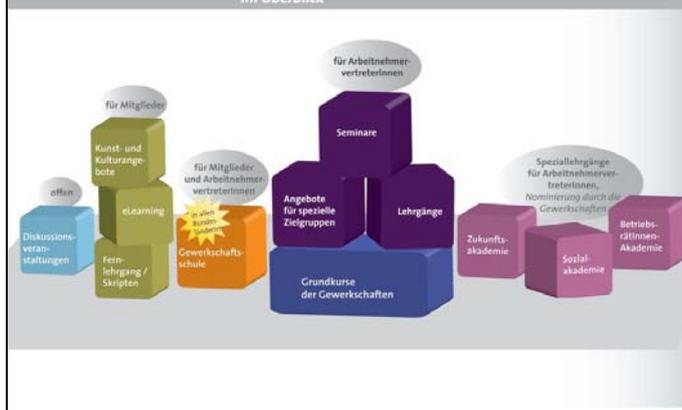 im Überblick
für Arbeitnehmer-
vertreterInnen
Seminare
für Mitglieder
Kunst- und
Kulturange-
bote
für Mitglieder
und Arbeitnehmer-
vertreterInnen
Speziallehrgänge
für Arbeitnehmerver-
treterInnen,
Nominierung durch die
Gewerkschaften
offen
eLearning
in allen
Bundes-
ländern
Angebote
für spezielle
Zielgruppen
Lehrgänge
Diskussions-
veran-
staltungen
Fern-
lehrgang /
Skripten
Gewerkschafts-
schule
Grundkurse
der Gewerkschaften
Zukunfts-
akademie
Sozial-
akademie
Betriebs-
rätInnen-
Akademie